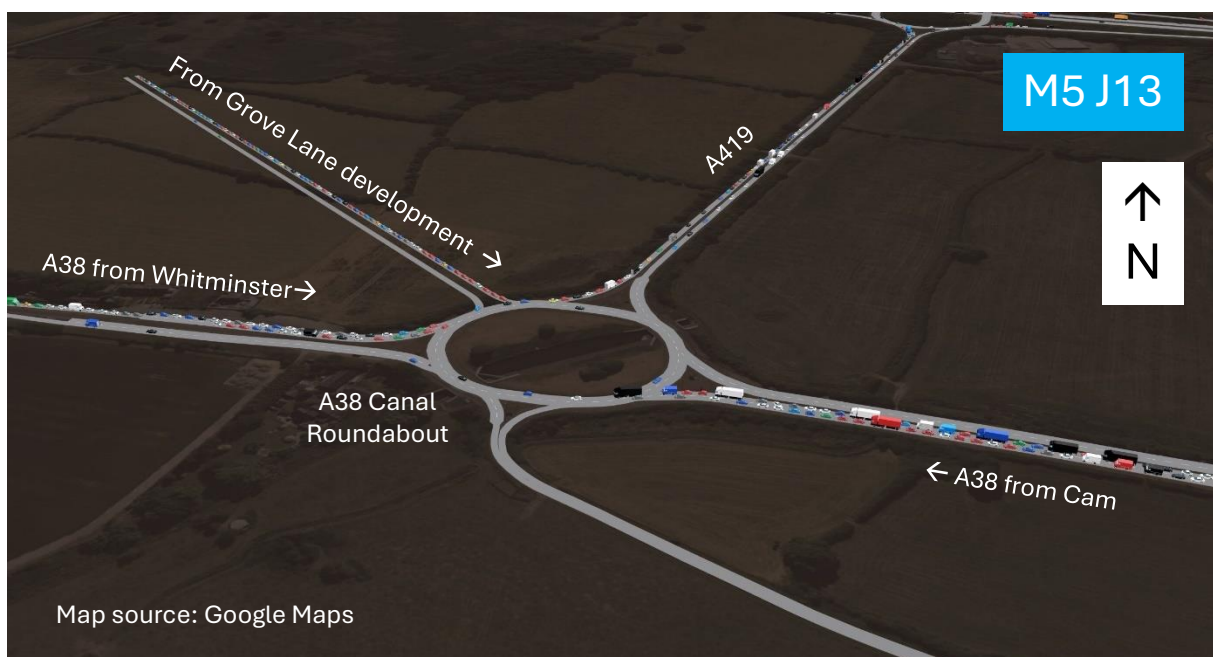 M5 J13
↑
N
From Grove Lane development →
A419
A38 from Whitminster→
A38 Canal
Roundabout
← A38 from Cam
Map source: Google Maps